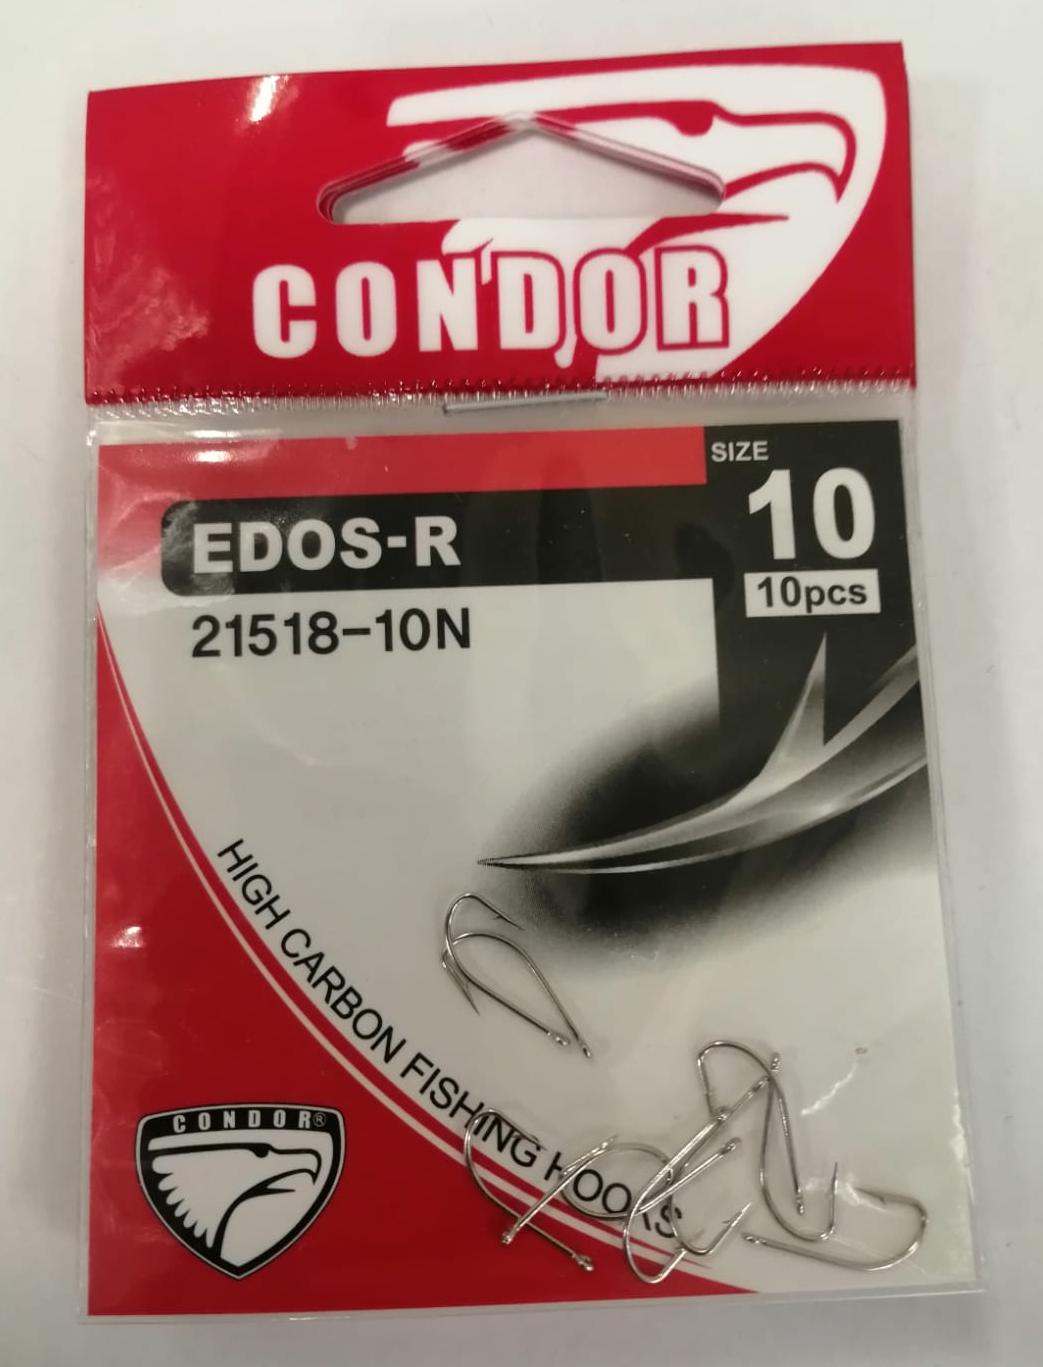 CONDOR
SIZE
10
10pcs
EDOS-R
21518-10N
HIGH CARBON FISHING HOOKS
CONDOR®